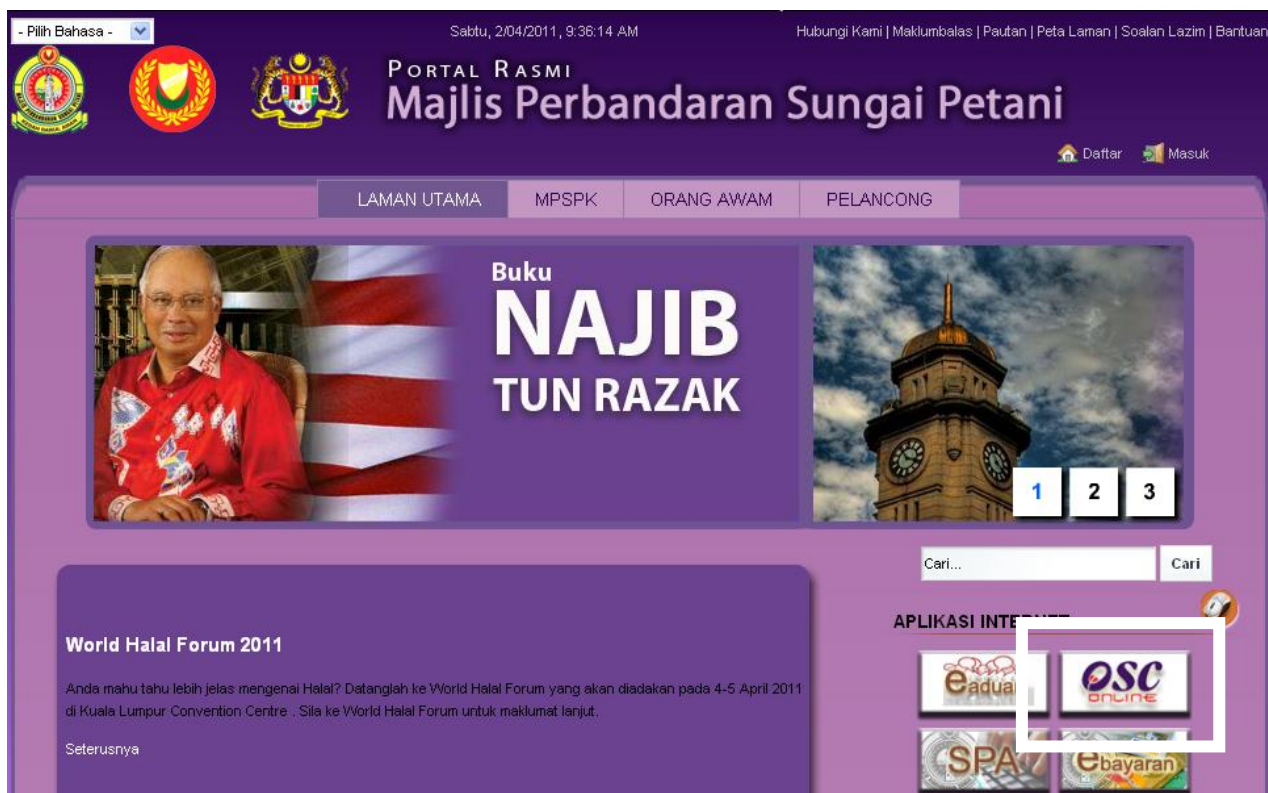 - Pilih Bahasa -
Sabtu, 2/04/2011, 9:36:14 AM
Hubungi Kami | Maklumbalas | Pautan | Peta Laman | Soalan Lazim | Bantuan
PORTAL RASMI
Majlis Perbandaran Sungai Petani
Daftar Masuk
LAMAN UTAMA MPSPK ORANG AWAM PELANCONG
Buku
NAJIB
TUN RAZAK
1 2 3
Cari... Cari
APLIKASI INTERNET
World Halal Forum 2011
Anda mahu tahu lebih jelas mengenai Halal? Datanglah ke World Halal Forum yang akan diadakan pada 4-5 April 2011
di Kuala Lumpur Convention Centre . Sila ke World Halal Forum untuk maklumat lanjut.
Seterusnya
eaduan OSC ONLINE
SPA ebayaran